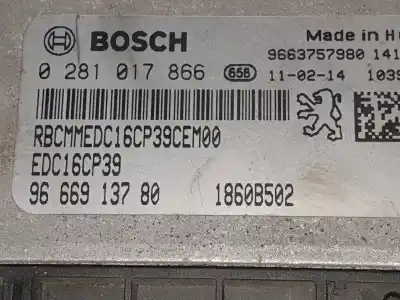 BOSCH Made in Hu
0 281 017 866 65B 9663757980 141
11-02-14 1039
RBCMMEDC16CP39CEM00
EDC16CP39
96 669 137 80 1860B502